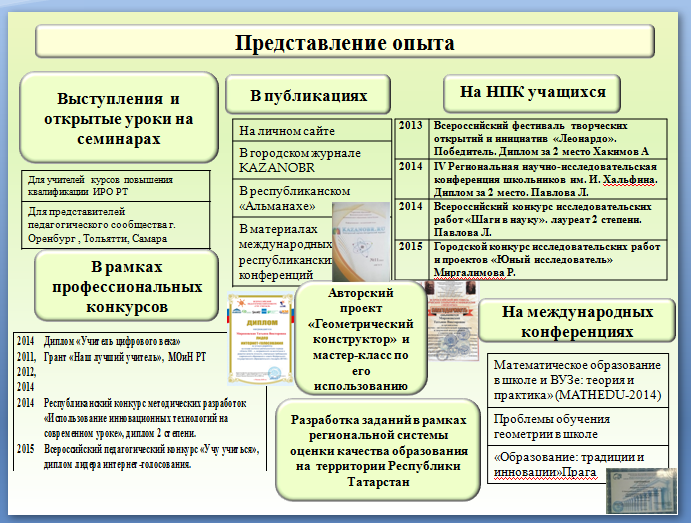 Представление опыта
Выступления и
открытые уроки на
семинарах
Для учителей курсов повышения
квалификации ИРО РТ
Для представителей
педагогического сообщества г.
Оренбург , Тольятти, Самара
В публикациях
На личном сайте
В городском журнале
KAZANOBR
В республиканском
«Альманахе»
В материалах
международных
республикански
конференций
KAZANOBR.RU
На НПК учащихся
2013 Всероссийский фестиваль творческих
открытий и инициатив «Леонардо».
Победитель. Диплом за 2 место Хакимов А
2014 IV Региональная научно-исследовательская
конференция школьников им. И. Хальфина.
Диплом за 2 место. Павлова Л.
2014 Всероссийский конкурс исследовательских
работ «Шаги в науку». лауреат 2 степени.
Павлова Л.
2015 Городской конкурс исследовательских работ
и проектов «Юный исследователь»
Миргалимова Р.
В рамках
профессиональных
конкурсов
2014 Диплом «Учитель цифрового века»
2011, Грант «Наш лучший учитель», МОиН РТ
2012,
2014
2014 Республиканский конкурс методических разработок
«Использование инновационных технологий на
современном уроке», диплом 2 степени.
2015 Всероссийский педагогический конкурс «Учу учиться»,
диплом лидера интернет-голосования.
ДИПЛОМ
Авторский
проект
«Геометрический
конструктор» и
мастер-класс по
его
использованию
Разработка заданий в рамках
региональной системы
оценки качества образования
на территории Республики
Татарстан
На международных
конференциях
Математическое образование
в школе и ВУЗе: теория и
практика» (MATHEDU-2014)
Проблемы обучения
геометрии в школе
«Образование: традиции и
инновации»Прага